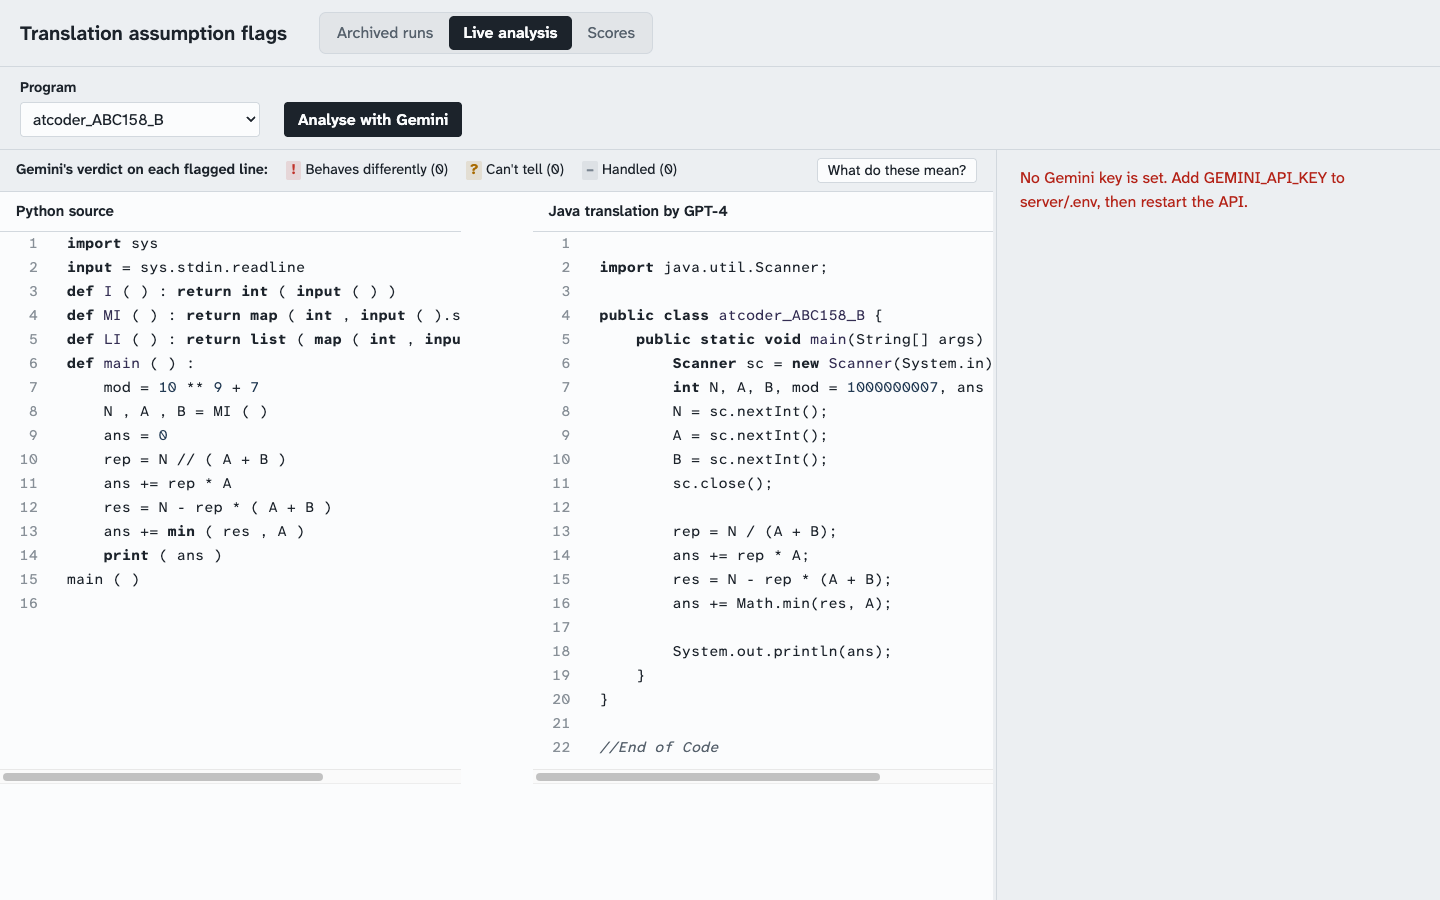 Translation assumption flags
Archived runs
Live analysis
Scores
Program
atcoder_ABC158_B
Analyse with Gemini
Gemini's verdict on each flagged line:
! Behaves differently (0)
? Can't tell (0)
– Handled (0)
What do these mean?
Python source
1 import sys
2 input = sys.stdin.readline
3 def I ( ) : return int ( input ( ) )
4 def MI ( ) : return map ( int , input ( ).s
5 def LI ( ) : return list ( map ( int , inpu
6 def main ( ) :
7     mod = 10 ** 9 + 7
8     N , A , B = MI ( )
9     ans = 0
10     rep = N // ( A + B )
11     ans += rep * A
12     res = N - rep * ( A + B )
13     ans += min ( res , A )
14     print ( ans )
15 main ( )
16
Java translation by GPT-4
1
2 import java.util.Scanner;
3
4 public class atcoder_ABC158_B {
5     public static void main(String[] args)
6         Scanner sc = new Scanner(System.in)
7         int N, A, B, mod = 1000000007, ans
8         N = sc.nextInt();
9         A = sc.nextInt();
10         B = sc.nextInt();
11         sc.close();
12
13         rep = N / (A + B);
14         ans += rep * A;
15         res = N - rep * (A + B);
16         ans += Math.min(res, A);
17
18         System.out.println(ans);
19     }
20 }
21
22 //End of Code
No Gemini key is set. Add GEMINI_API_KEY to
server/.env, then restart the API.